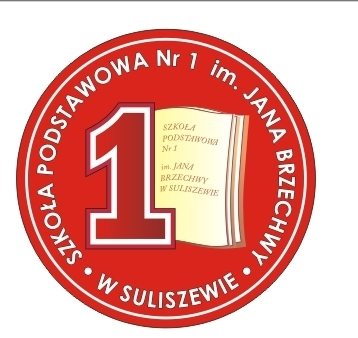 SZKOŁA PODSTAWOWA Nr 1 im. JANA BRZECHWY
• W SULISZEWIE •
1
SZKOŁA
PODSTAWOWA
Nr 1
im. JANA
BRZECHWY
W SULISZEWIE